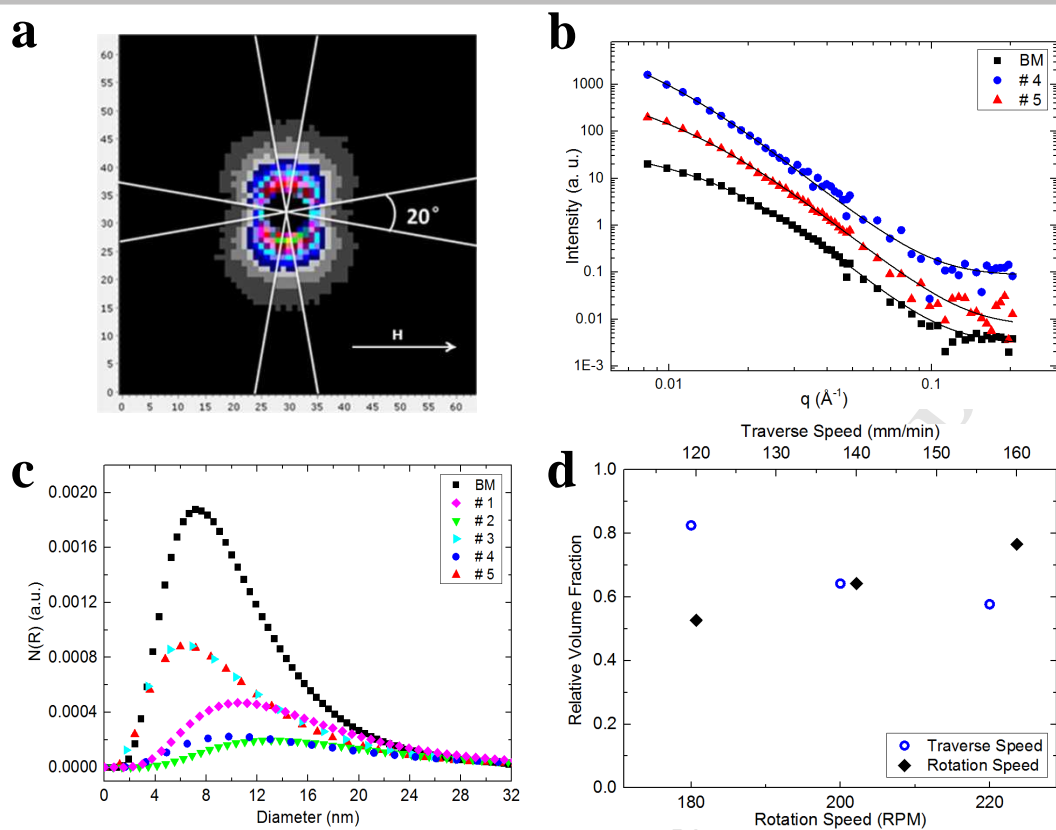 a
60
55
50
45
40
35
30
25
20
15
10
5
0
0 5 10 15 20 25 30 35 40 45 50 55 60
20°
H
b
BM
# 4
# 5
1000
100
10
1
0.1
0.01
1E-3
Intensity (a. u.)
0.01 0.1
q (Å⁻¹)
c
BM
# 1
# 2
# 3
# 4
# 5
0.0020
0.0016
0.0012
0.0008
0.0004
0.0000
N(R) (a.u.)
0 4 8 12 16 20 24 28 32
Diameter (nm)
d
Traverse Speed (mm/min)
120 130 140 150 160
1.0
0.8
0.6
0.4
0.2
0.0
Relative Volume Fraction
Traverse Speed
Rotation Speed
180 200 220
Rotation Speed (RPM)